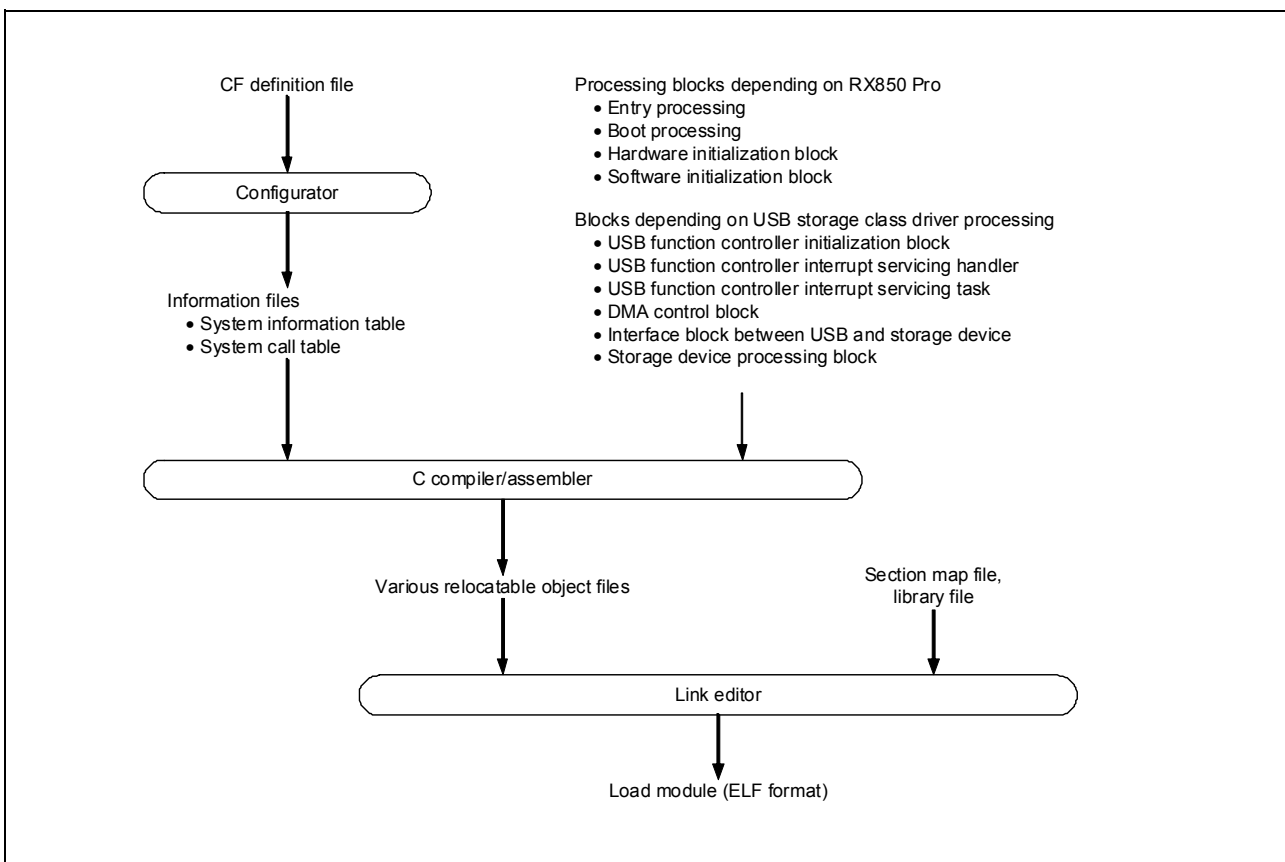 CF definition file
Configurator
Information files
• System information table
• System call table
Processing blocks depending on RX850 Pro
• Entry processing
• Boot processing
• Hardware initialization block
• Software initialization block
Blocks depending on USB storage class driver processing
• USB function controller initialization block
• USB function controller interrupt servicing handler
• USB function controller interrupt servicing task
• DMA control block
• Interface block between USB and storage device
• Storage device processing block
C compiler/assembler
Various relocatable object files
Section map file,
library file
Link editor
Load module (ELF format)